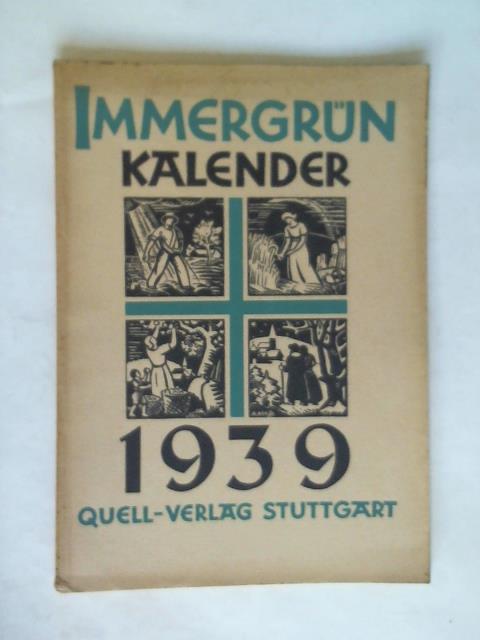 IMMERGRÜN
KALENDER
1939
QUELL-VERLAG STUTTGART